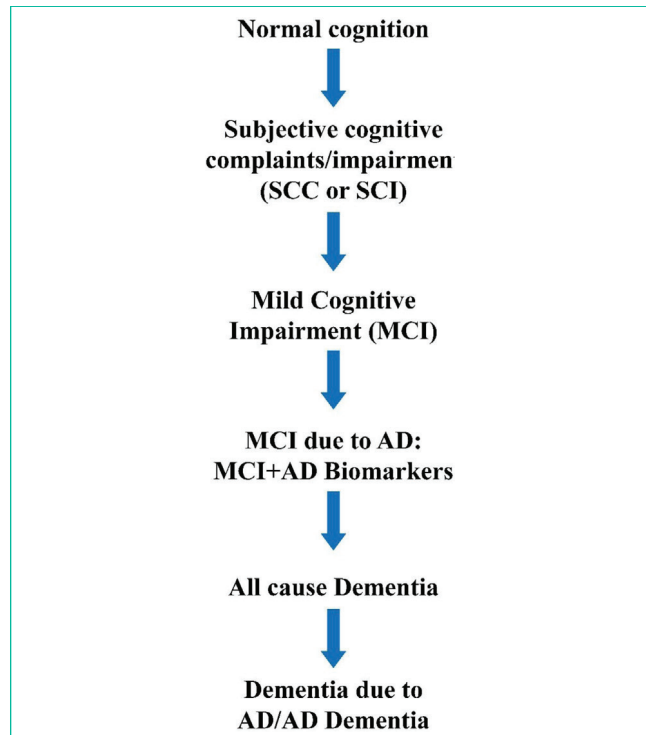 Normal cognition
Subjective cognitive
complaints/impairmen
(SCC or SCI)
Mild Cognitive
Impairment (MCI)
MCI due to AD:
MCI+AD Biomarkers
All cause Dementia
Dementia due to
AD/AD Dementia